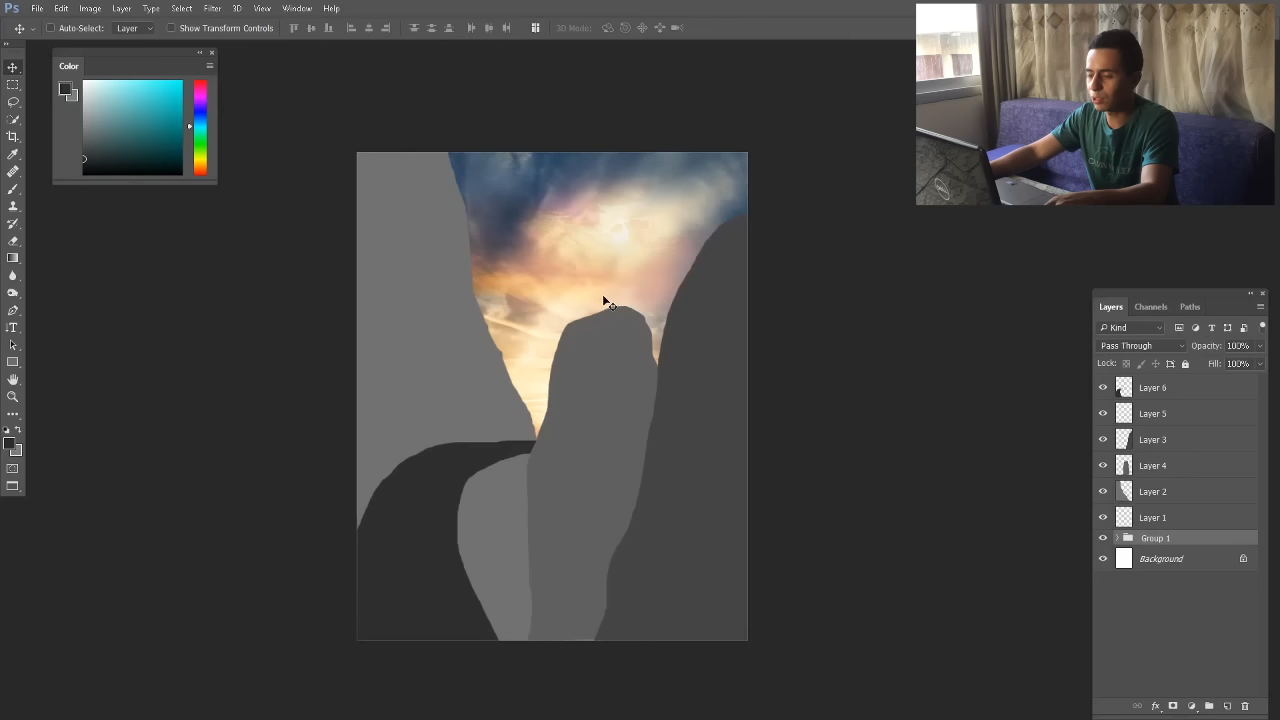 Ps File Edit Image Layer Type Select Filter 3D View Window Help
Auto-Select: Layer Show Transform Controls 3D Mode:
Color
Layers Channels Paths
Kind
Pass Through Opacity: 100%
Lock: Fill: 100%
Layer 6
Layer 5
Layer 3
Layer 4
Layer 2
Layer 1
Group 1
Background